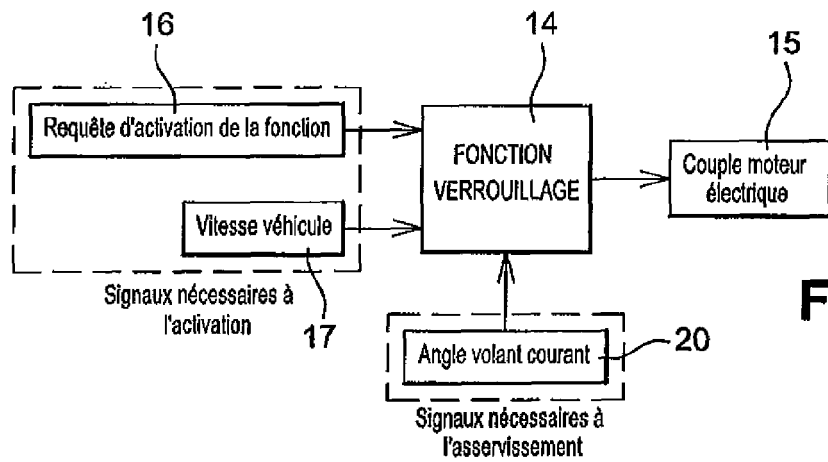 16
14
15
Requête d'activation de la fonction
FONCTION
VERROUILLAGE
Couple moteur
électrique
Vitesse véhicule
Signaux nécessaires à
l'activation
17
F
Angle volant courant
20
Signaux nécessaires à
l'asservissement